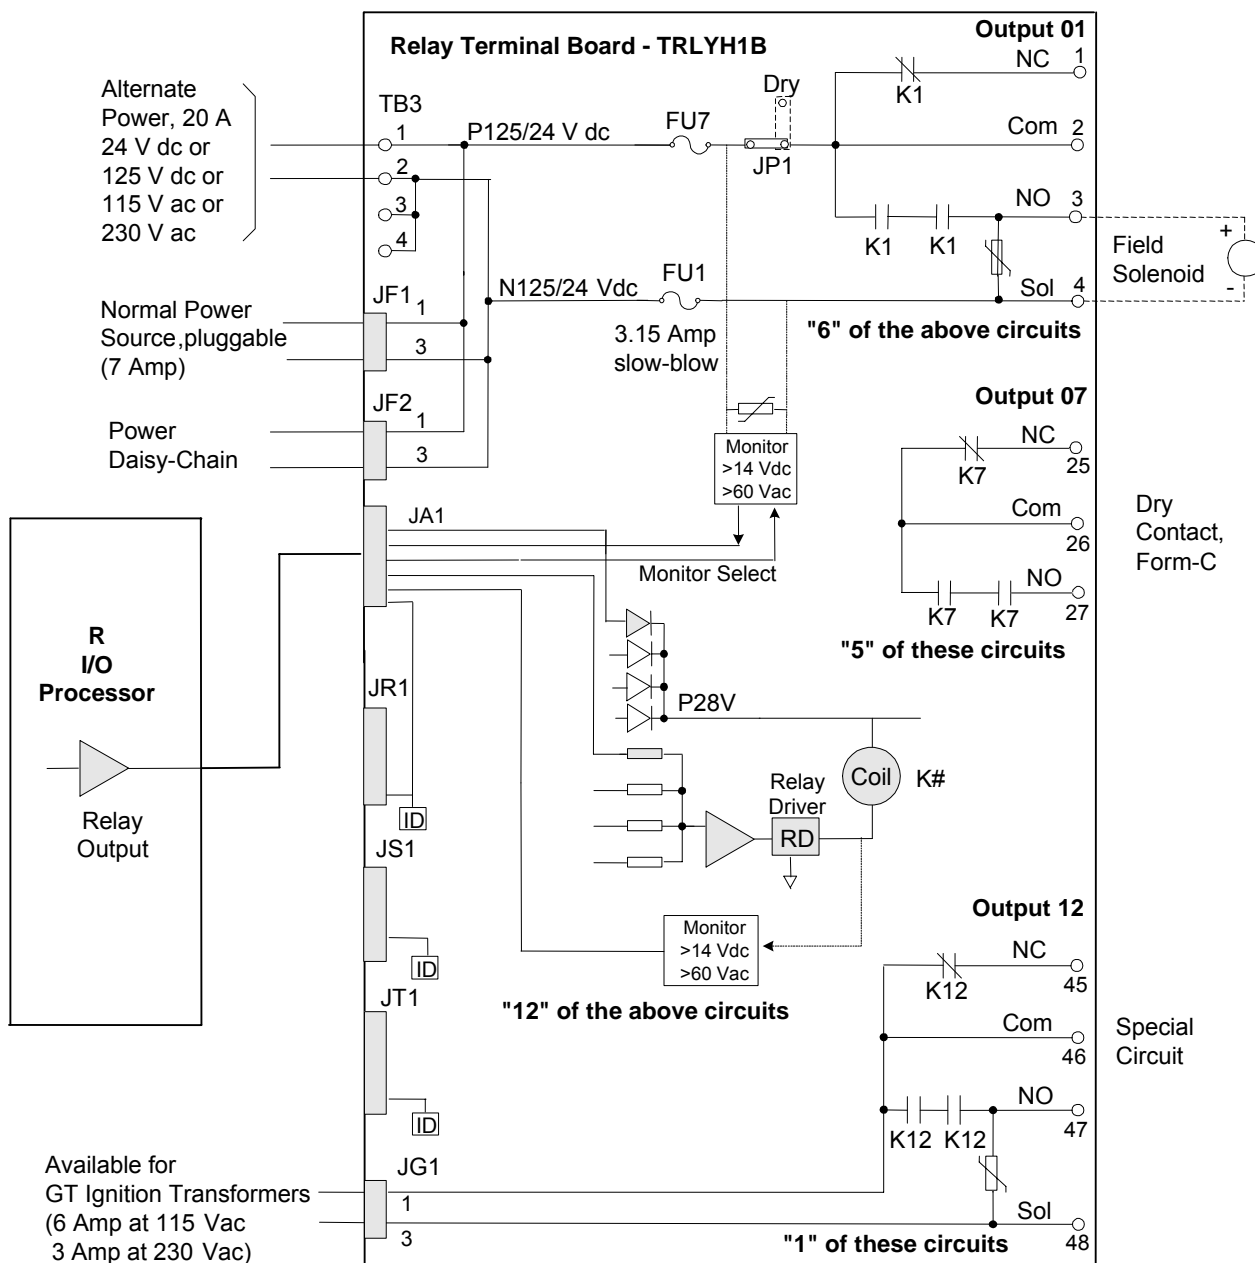 Relay Terminal Board - TRLYH1B
Output 01
NC
1
K1
Dry
Alternate
Power, 20 A
24 V dc or
125 V dc or
115 V ac or
230 V ac
TB3
1
2
3
4
P125/24 V dc
FU7
JP1
Com
2
NO
3
K1
K1
Field
Solenoid
+
-
Sol
4
"6" of the above circuits
N125/24 Vdc
FU1
3.15 Amp
slow-blow
JF1
1
3
Normal Power
Source,pluggable
(7 Amp)
JF2
1
3
Power
Daisy-Chain
Monitor
>14 Vdc
>60 Vac
Monitor Select
JA1
Output 07
NC
25
K7
Com
26
NO
27
K7
K7
Dry
Contact,
Form-C
"5" of these circuits
R
I/O
Processor
Relay
Output
JR1
ID
JS1
ID
JT1
ID
P28V
Coil
K#
Relay
Driver
RD
Monitor
>14 Vdc
>60 Vac
"12" of the above circuits
Output 12
NC
45
K12
Com
46
NO
47
K12
K12
Special
Circuit
Sol
48
"1" of these circuits
JG1
1
3
Available for
GT Ignition Transformers
(6 Amp at 115 Vac
3 Amp at 230 Vac)